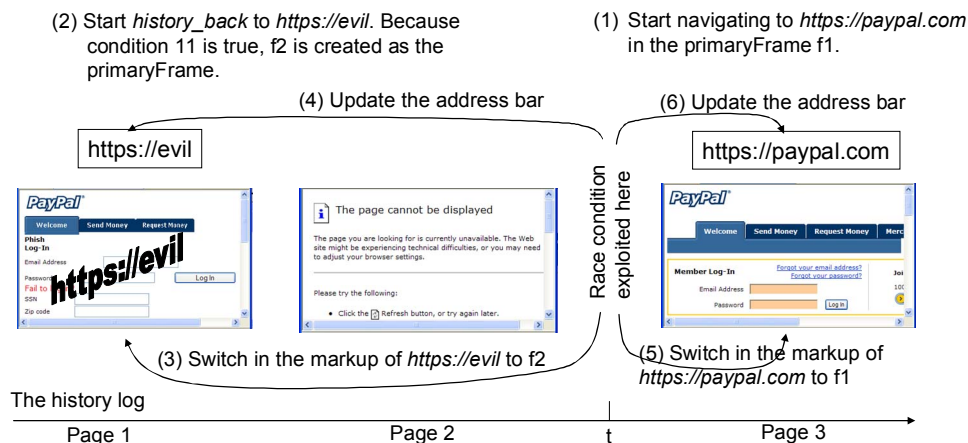 (2) Start history_back to https://evil. Because
condition 11 is true, f2 is created as the
primaryFrame.
(1) Start navigating to https://paypal.com
in the primaryFrame f1.
(4) Update the address bar
(6) Update the address bar
https://evil
https://paypal.com
PayPal
Welcome Send Money Request Money
Phish
Log-In
Email Address
Password
Log In
SSN
Zip code
https://evil
The page cannot be displayed
The page you are looking for is currently unavailable. The Web
site might be experiencing technical difficulties, or you may need
to adjust your browser settings.
Please try the following:
• Click the Refresh button, or try again later.
Race condition
exploited here
PayPal
Welcome Send Money Request Money Merc
Member Log-In
Forgot your email address?
Forgot your password?
Email Address
Password
Log In
Joi
100
(3) Switch in the markup of https://evil to f2
(5) Switch in the markup of
https://paypal.com to f1
The history log
Page 1
Page 2
t
Page 3